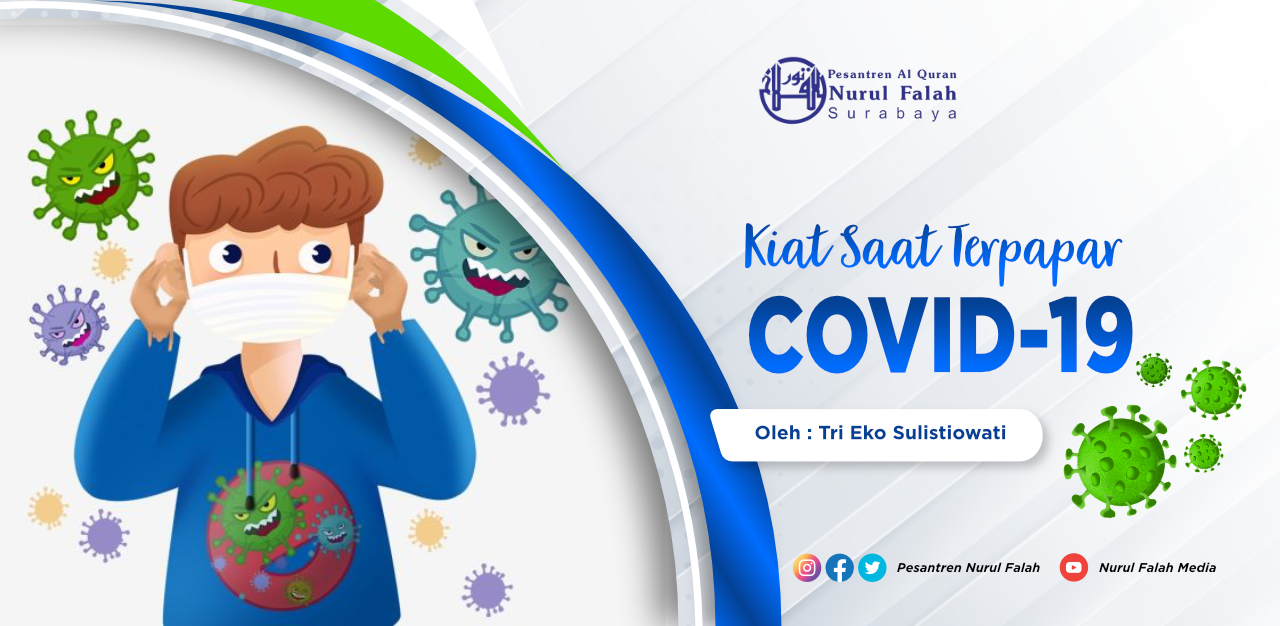 Pesantren Al Quran
Nurul Falah
Surabaya
Kiat Saat Terpapar
COVID-19
Oleh : Tri Eko Sulistiowati
Pesantren Nurul Falah
Nurul Falah Media